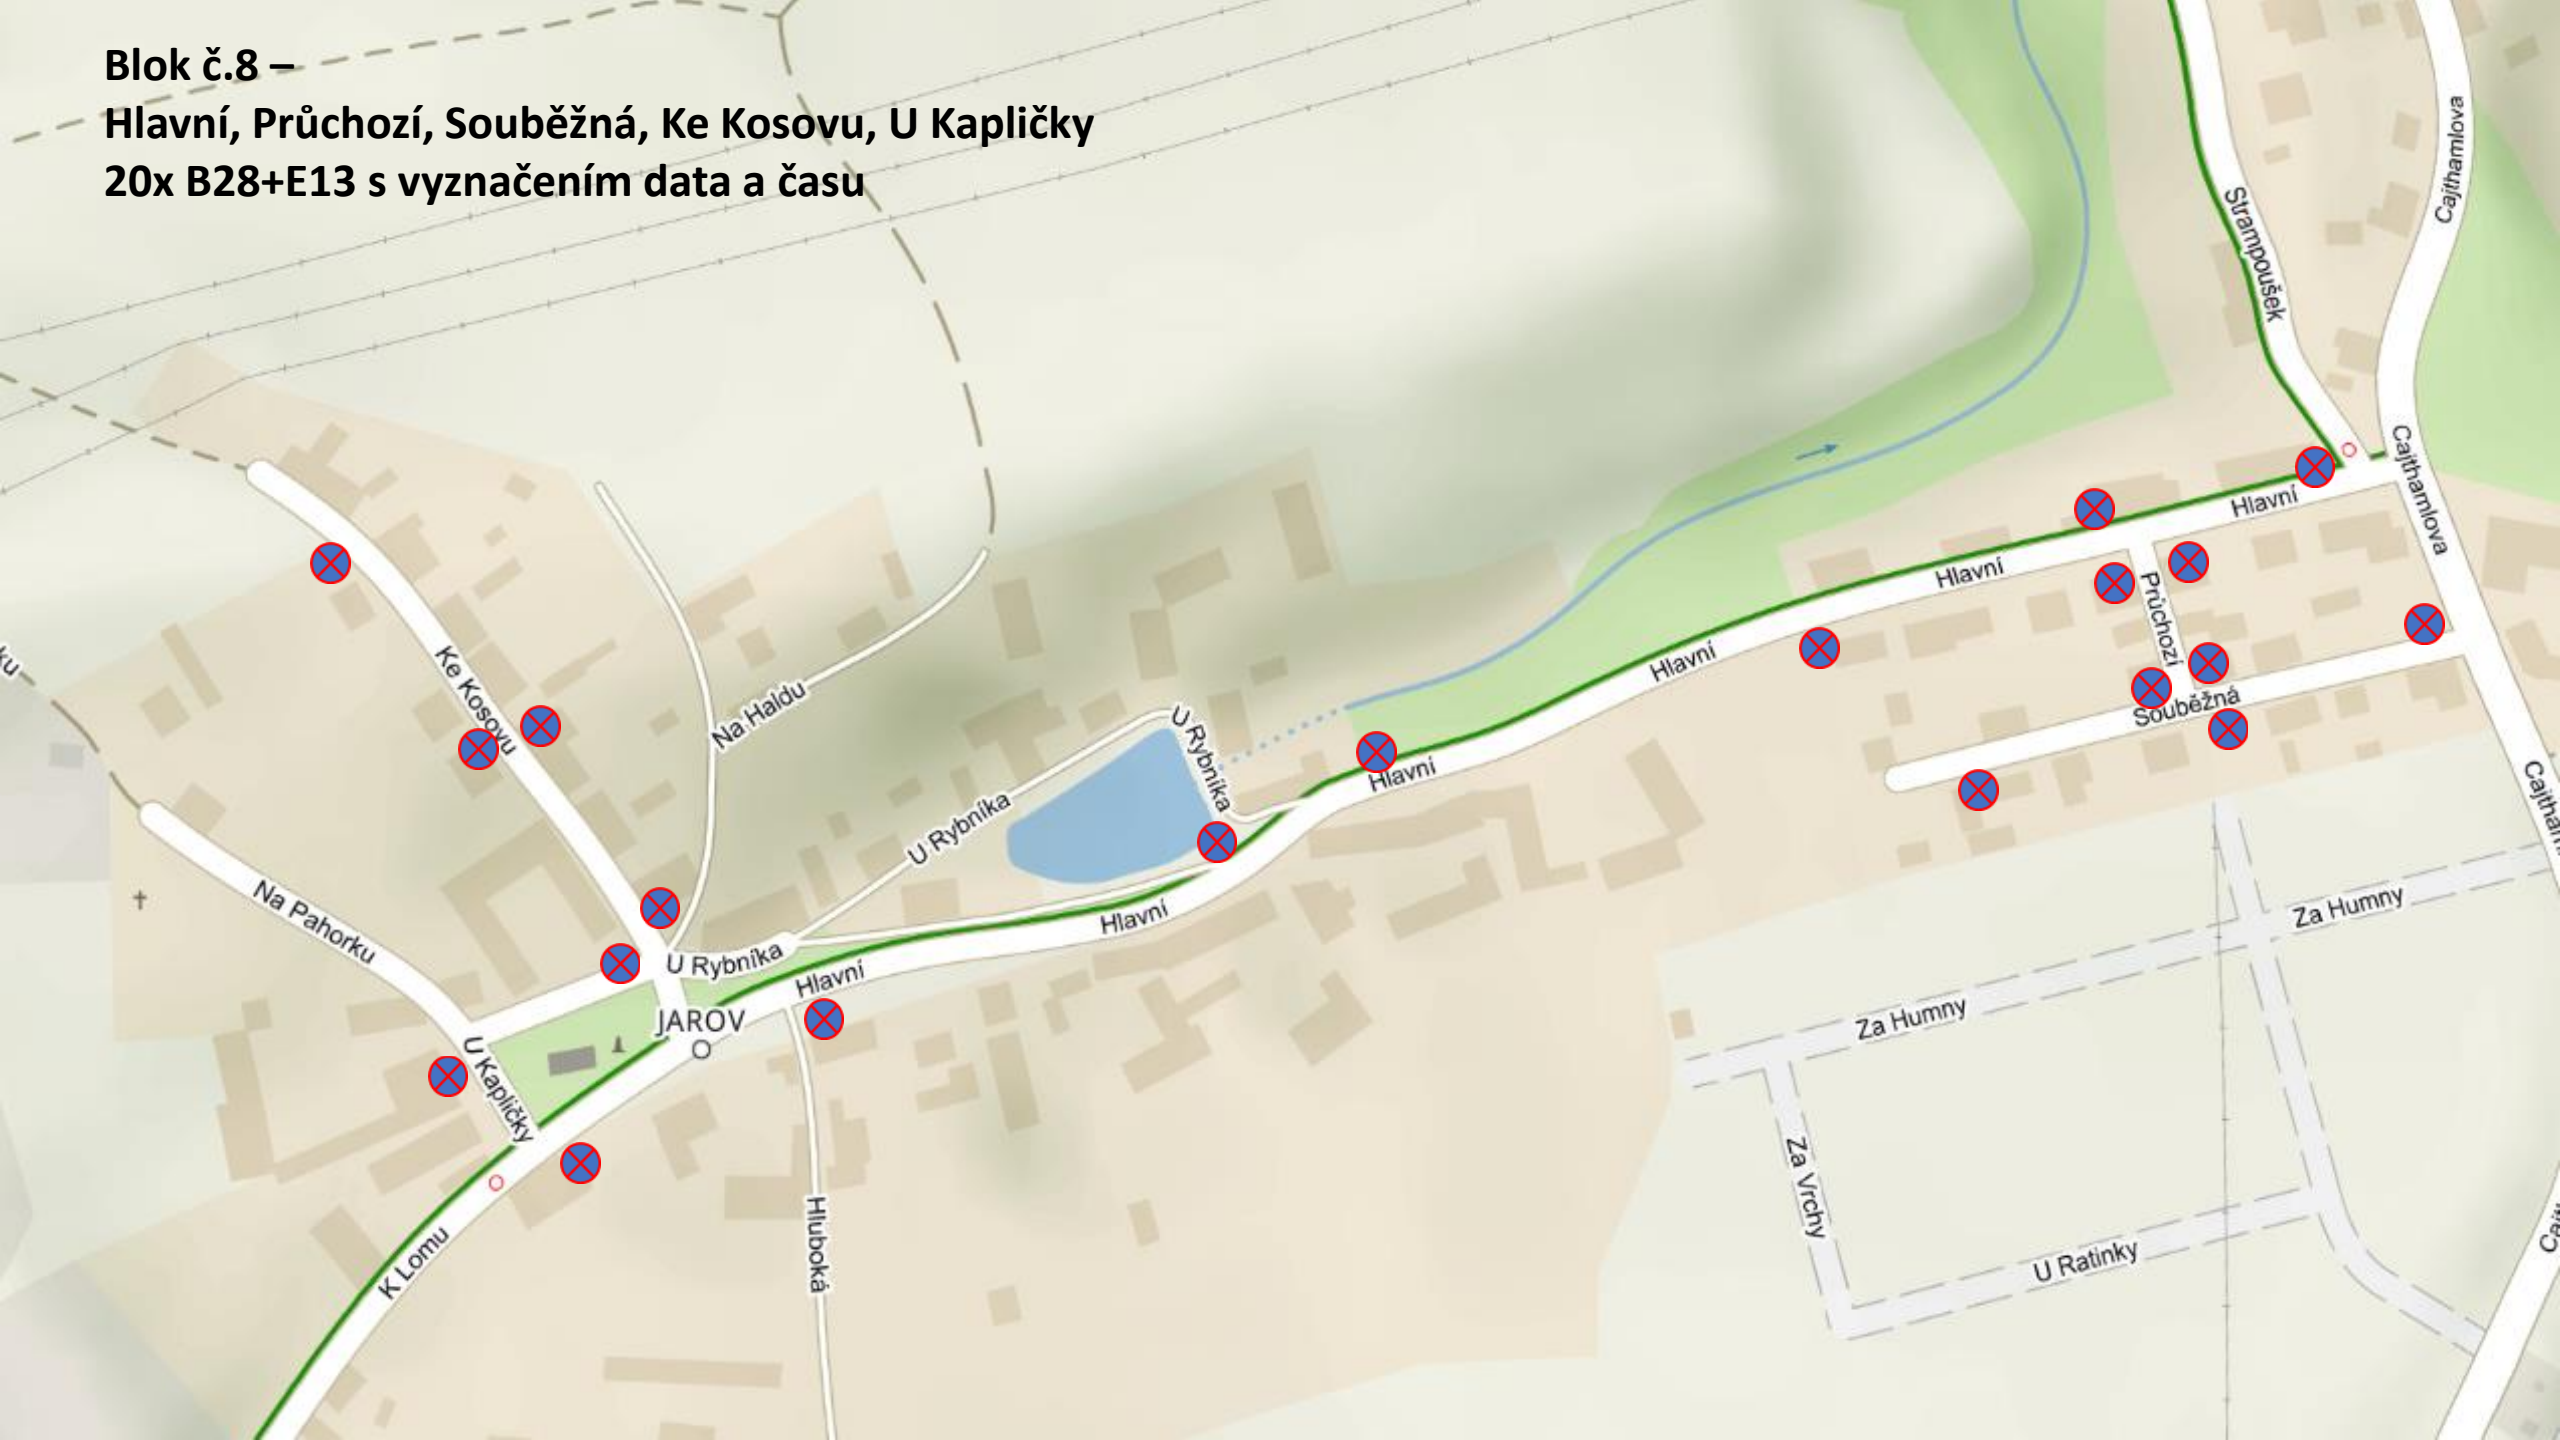 Blok č.8 –
Hlavní, Průchozí, Souběžná, Ke Kosovu, U Kapličky
20x B28+E13 s vyznačením data a času
Cajthamlova
Strampoušek
Cajthamlova
Hlavní
Hlavní
Průchozí
Hlavní
Souběžná
Ke Kosovu
Na Haldu
U Rybníka
Hlavní
U Rybníka
Na Pahorku
Hlavní
U Rybníka
Hlavní
Za Humny
JAROV
Za Humny
U Kapličky
Za Vrchy
Hluboká
K Lomu
U Ratinky